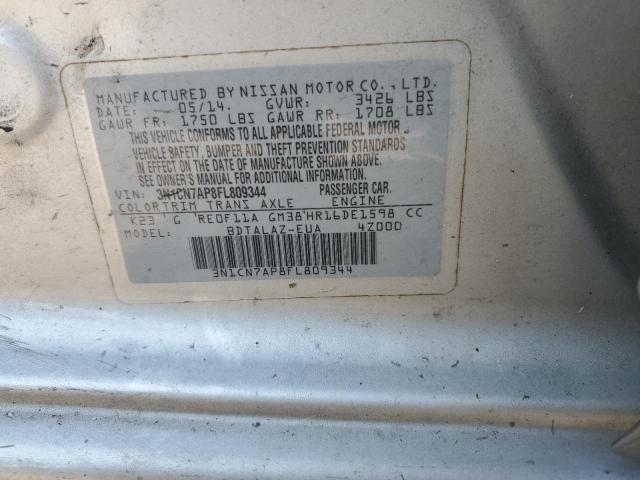 MANUFACTURED BY NISSAN MOTOR CO., LTD.
DATE: 05/14. GVWR: 3426 LBS
GAWR FR: 1750 LBS GAWR RR: 1708 LBS
THIS VEHICLE CONFORMS TO ALL APPLICABLE FEDERAL MOTOR
VEHICLE SAFETY, BUMPER AND THEFT PREVENTION STANDARDS
IN EFFECT ON THE DATE OF MANUFACTURE SHOWN ABOVE.
SEE OWNER'S MANUAL FOR ADDITIONAL INFORMATION.
VIN: 3N1CN7AP8FL809344 PASSENGER CAR.
COLOR TRIM TRANS AXLE ENGINE
K23 G RE0F11A GM38 HR16DE 1598 CC
MODEL: BDTALAZ-EUA 4Z000
3N1CN7AP8FL809344